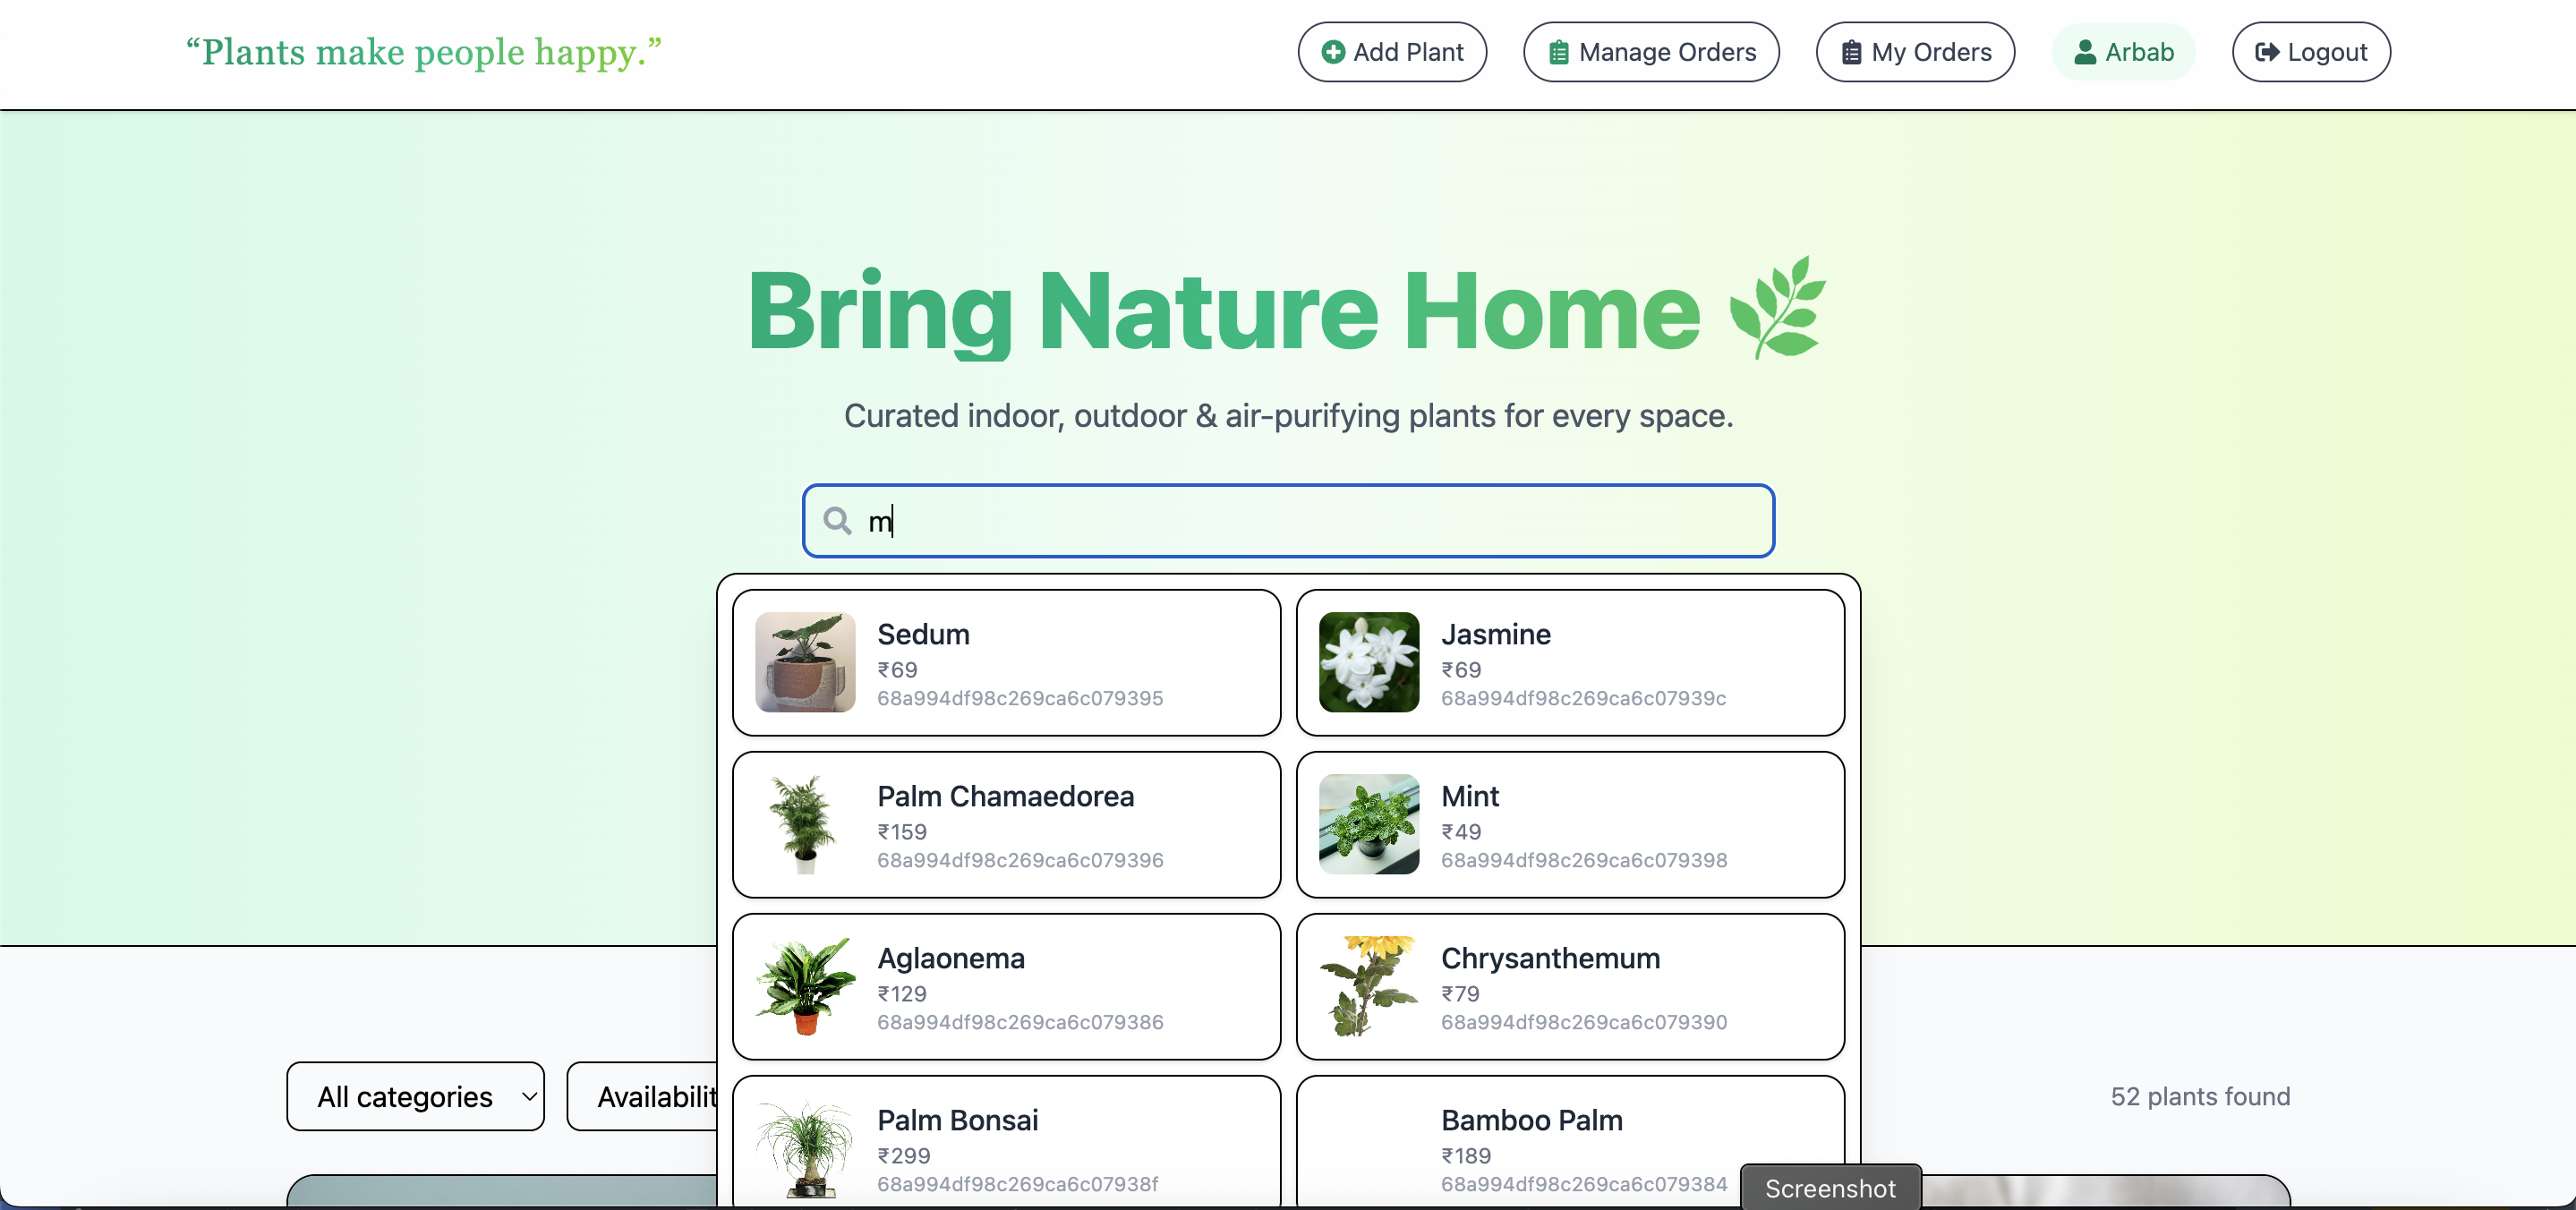 “Plants make people happy.”
Add Plant
Manage Orders
My Orders
Arbab
Logout
Bring Nature Home
Curated indoor, outdoor & air-purifying plants for every space.
m
Sedum
₹69
68a994df98c269ca6c079395
Jasmine
₹69
68a994df98c269ca6c07939c
Palm Chamaedorea
₹159
68a994df98c269ca6c079396
Mint
₹49
68a994df98c269ca6c079398
Aglaonema
₹129
68a994df98c269ca6c079386
Chrysanthemum
₹79
68a994df98c269ca6c079390
Palm Bonsai
₹299
68a994df98c269ca6c07938f
Bamboo Palm
₹189
68a994df98c269ca6c079384
All categories
Availabilit
52 plants found
Screenshot